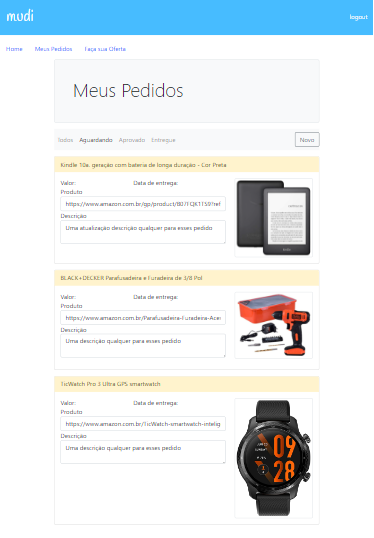 mudi
logout
Home Meus Pedidos Faça sua Oferta
Meus Pedidos
Todos Aguardando Aprovado Entregue Novo
Kindle 10a. geração com bateria de longa duração - Cor Preta
Valor: Data de entrega:
Produto
https://www.amazon.com.br/gp/product/B07FQK1TS9?ref
Descrição
Uma atualização descrição qualquer para esses pedido
BLACK+DECKER Parafusadeira e Furadeira de 3/8 Pol
Valor: Data de entrega:
Produto
https://www.amazon.com.br/Parafusadeira-Furadeira-Ace
Descrição
Uma descrição qualquer para esses pedido
TicWatch Pro 3 Ultra GPS smartwatch
Valor: Data de entrega:
Produto
https://www.amazon.com.br/TicWatch-smartwatch-intelig
Descrição
Uma descrição qualquer para esses pedido
09
28